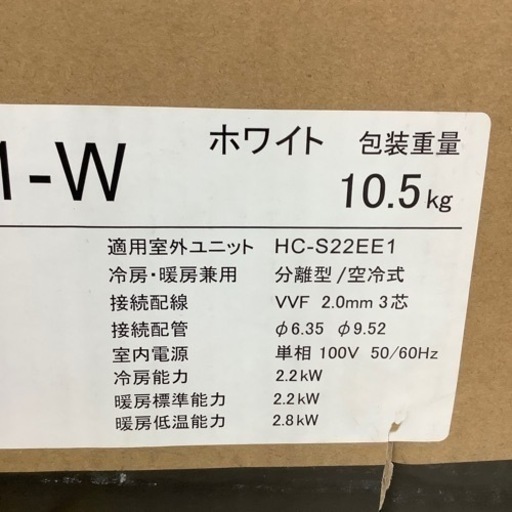 1-W ホワイト 包装重量
10.5kg
適用室外ユニット HC-S22EE1
冷房・暖房兼用 分離型/空冷式
接続配線 VVF 2.0mm 3芯
接続配管 φ6.35 φ9.52
室内電源 単相 100V 50/60Hz
冷房能力 2.2kW
暖房標準能力 2.2kW
暖房低温能力 2.8kW